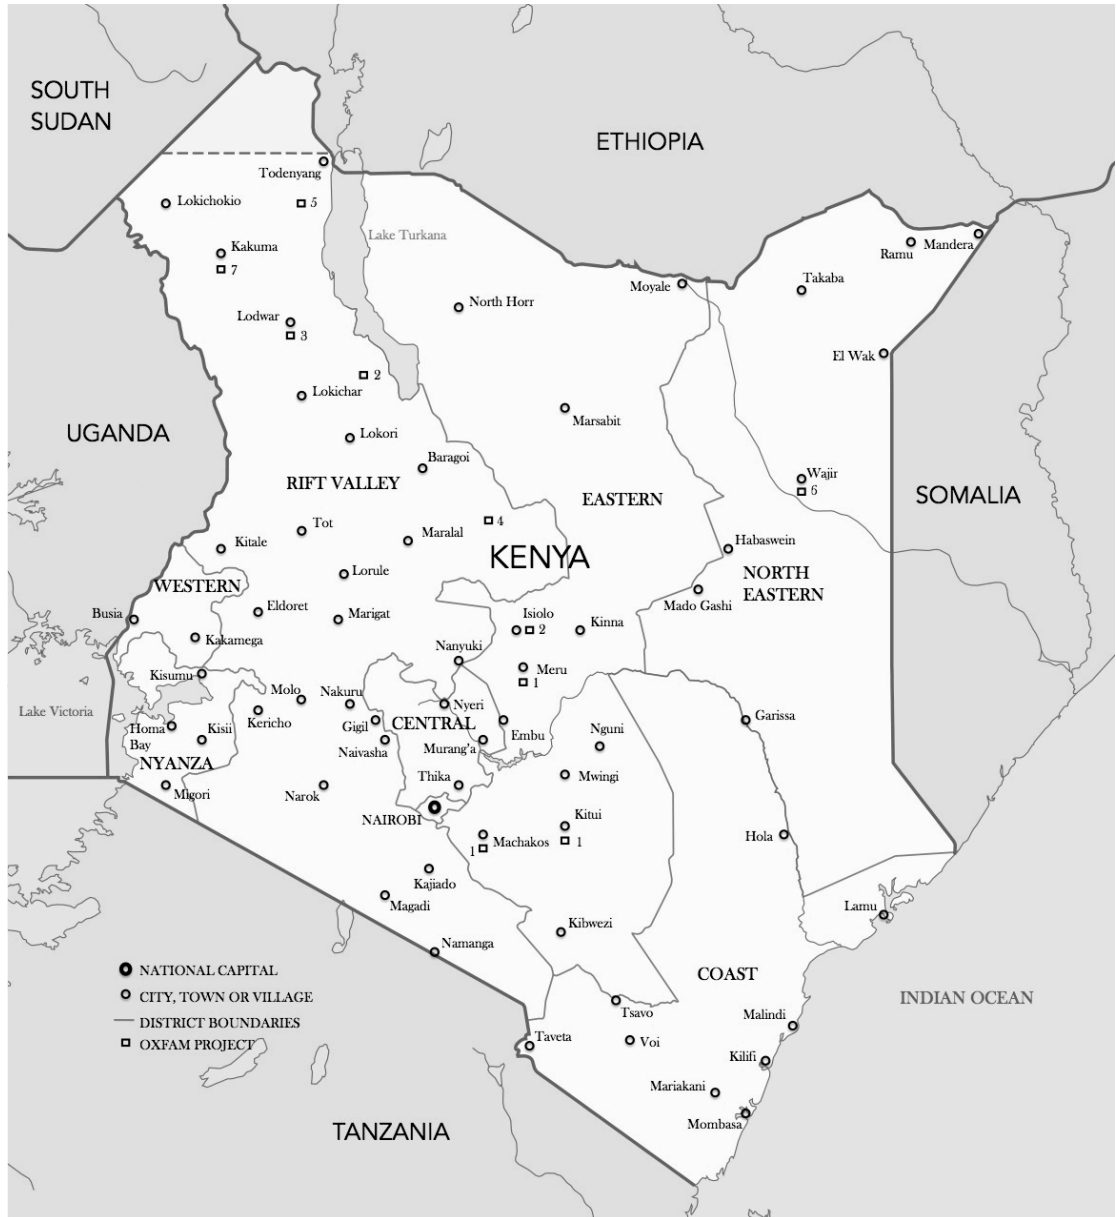 SOUTH
SUDAN
ETHIOPIA
Todenyang
Lokichokio
5
Lake Turkana
Kakuma
7
Ramu
Mandera
Takaba
Moyale
North Horr
Lodwar
3
El Wak
2
Lokichar
Marsabit
UGANDA
Lokori
Baragoi
Wajir
6
RIFT VALLEY
EASTERN
SOMALIA
4
Tot
Maralal
Kitale
KENYA
Habaswein
NORTH
EASTERN
WESTERN
Lorule
Mado Gashi
Busia
Eldoret
Marigat
Isiolo
2
Kinna
Kakamega
Nanyuki
Meru
1
Kisumu
Molo
Nakuru
Nyeri
Lake Victoria
Kericho
Gigil
CENTRAL
Embu
Garissa
Homa
Bay
Kisii
Naivasha
Murang'a
Nguni
NYANZA
Thika
Mwingi
Migori
Narok
NAIROBI
Kitui
1
Machakos
1
Hola
Kajiado
Magadi
Lamu
Kibwezi
Namanga
COAST
NATIONAL CAPITAL
CITY, TOWN OR VILLAGE
DISTRICT BOUNDARIES
OXFAM PROJECT
INDIAN OCEAN
Tsavo
Malindi
Taveta
Voi
Kilifi
Mariakani
Mombasa
TANZANIA